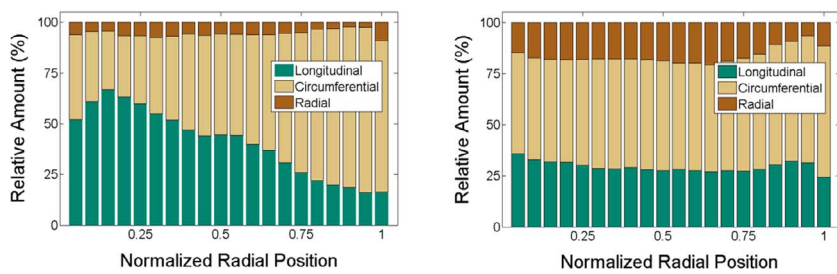 100
75
50
25
0
Relative Amount (%)
Longitudinal
Circumferential
Radial
0.25
0.5
0.75
1
Normalized Radial Position
100
75
50
25
0
Relative Amount (%)
Longitudinal
Circumferential
Radial
0.25
0.5
0.75
1
Normalized Radial Position